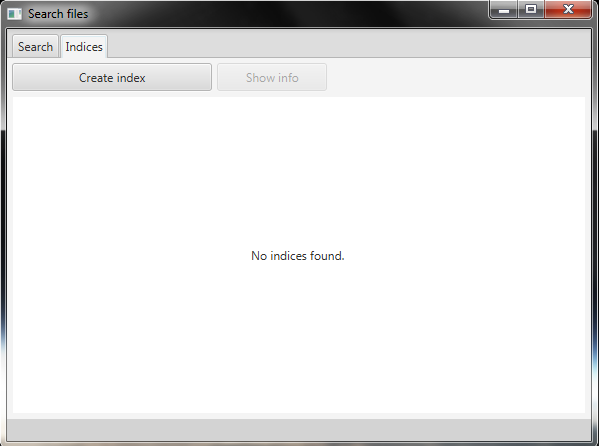 Search files
Search Indices
Create index Show info
No indices found.